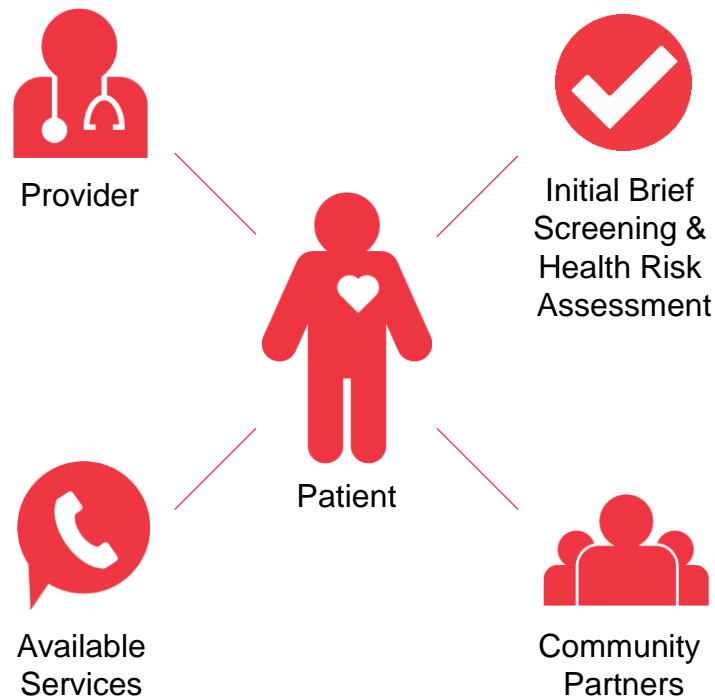 Provider
Initial Brief
Screening &
Health Risk
Assessment
Patient
Available
Services
Community
Partners